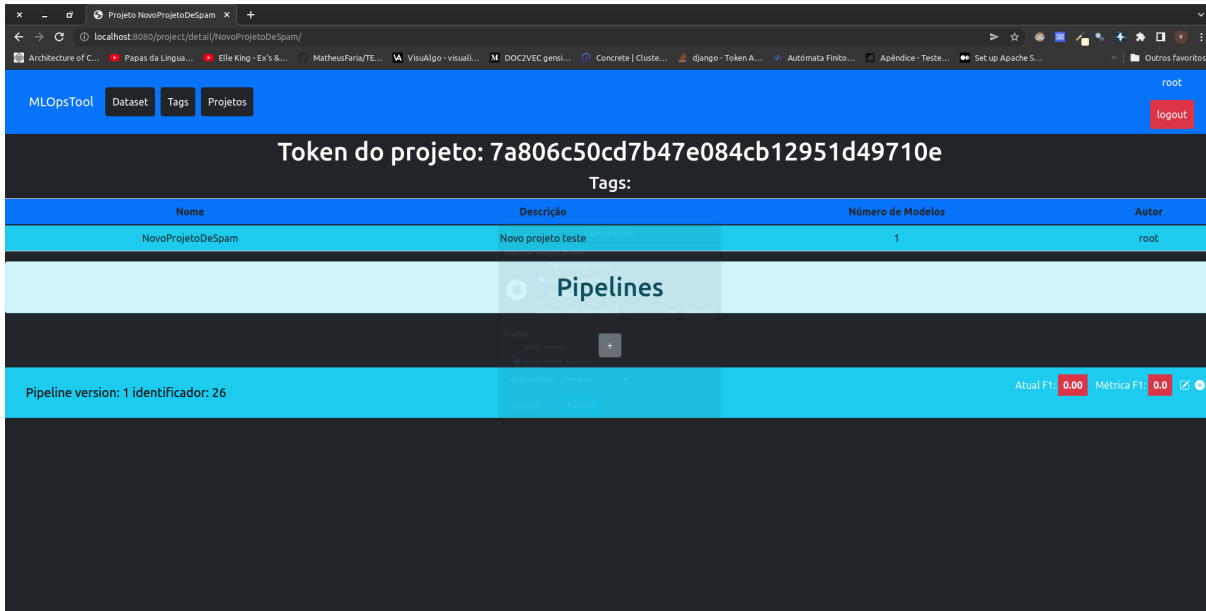 Projeto NovoProjetoDeSpam
localhost:8080/project/detail/NovoProjetoDeSpam/
Architecture of C... Papas da Lingua... Elle King - Ex's &... MatheusFaria/TE... VisuAlgo - visuali... DOC2VEC gensi... Concrete | Cluste... django - Token A... Autómata Finito... Apêndice - Teste... Set up Apache S... Outros favoritos
MLOpsTool Dataset Tags Projetos
root
logout
Token do projeto: 7a806c50cd7b47e084cb12951d49710e
Tags:
Nome Descrição Número de Modelos Autor
NovoProjetoDeSpam Novo projeto teste 1 root
Pipelines
+
Pipeline version: 1 identificador: 26 Atual F1: 0.00 Métrica F1: 0.0